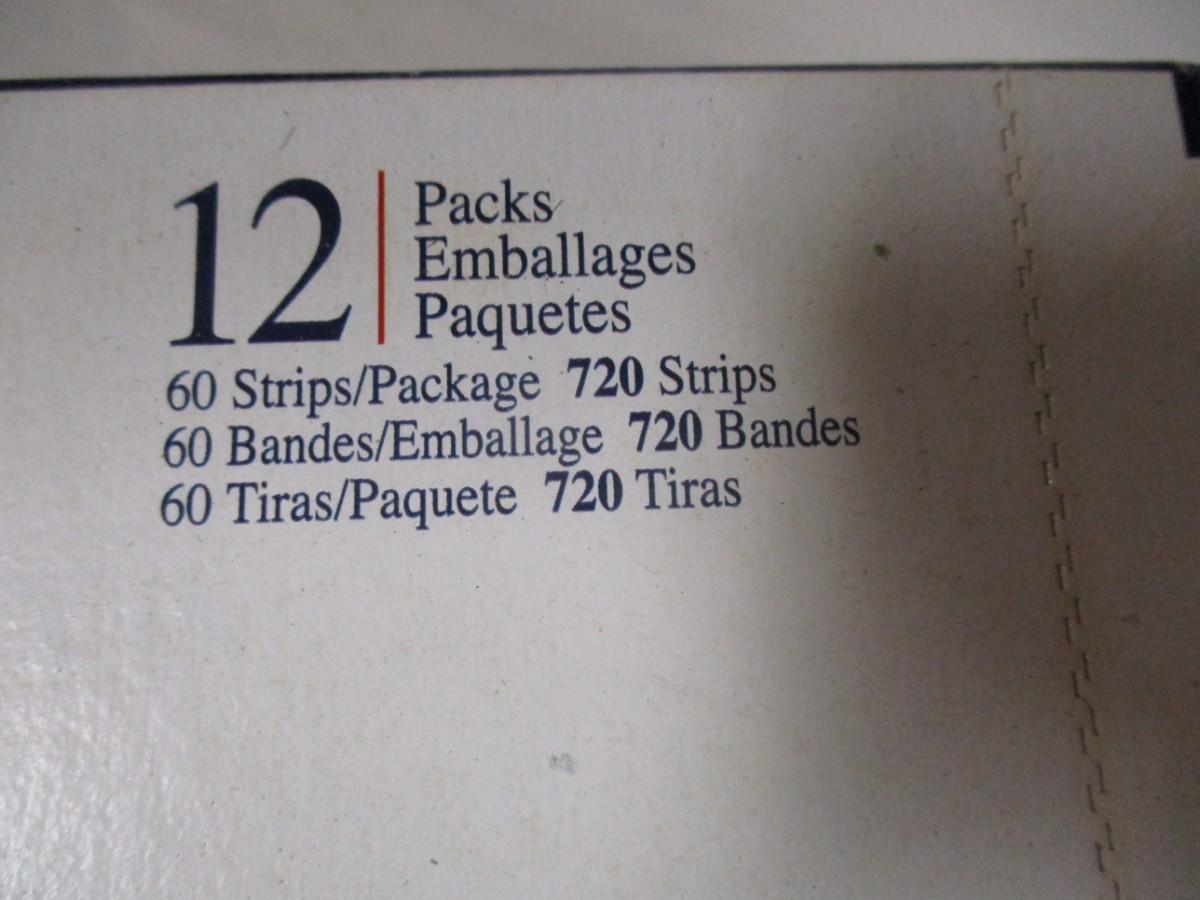 12
Packs
Emballages
Paquetes
60 Strips/Package 720 Strips
60 Bandes/Emballage 720 Bandes
60 Tiras/Paquete 720 Tiras